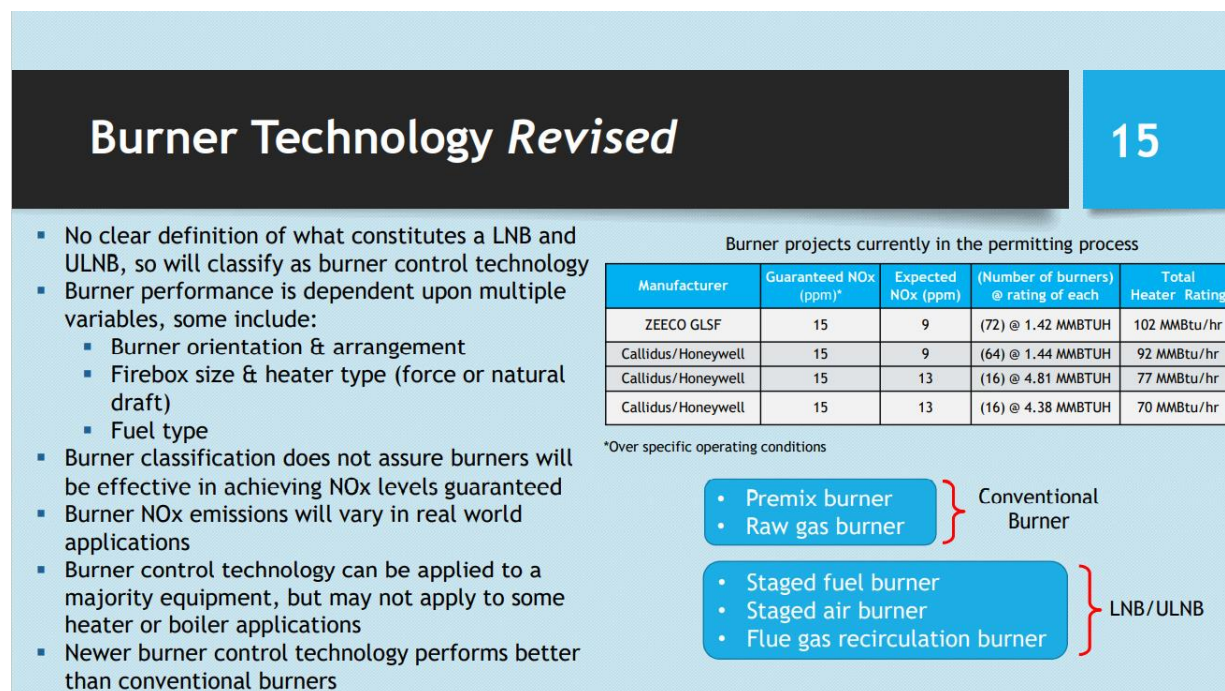 Burner Technology Revised
15
▪ No clear definition of what constitutes a LNB and
ULNB, so will classify as burner control technology
▪ Burner performance is dependent upon multiple
variables, some include:
▪ Burner orientation & arrangement
▪ Firebox size & heater type (force or natural
draft)
▪ Fuel type
▪ Burner classification does not assure burners will
be effective in achieving NOx levels guaranteed
▪ Burner NOx emissions will vary in real world
applications
▪ Burner control technology can be applied to a
majority equipment, but may not apply to some
heater or boiler applications
▪ Newer burner control technology performs better
than conventional burners
Burner projects currently in the permitting process
Manufacturer Guaranteed NOx (ppm)* Expected NOx (ppm) (Number of burners) @ rating of each Total Heater Rating
ZEECO GLSF 15 9 (72) @ 1.42 MMBTUH 102 MMBtu/hr
Callidus/Honeywell 15 9 (64) @ 1.44 MMBTUH 92 MMBtu/hr
Callidus/Honeywell 15 13 (16) @ 4.81 MMBTUH 77 MMBtu/hr
Callidus/Honeywell 15 13 (16) @ 4.38 MMBTUH 70 MMBtu/hr
*Over specific operating conditions
• Premix burner
• Raw gas burner
Conventional
Burner
• Staged fuel burner
• Staged air burner
• Flue gas recirculation burner
LNB/ULNB